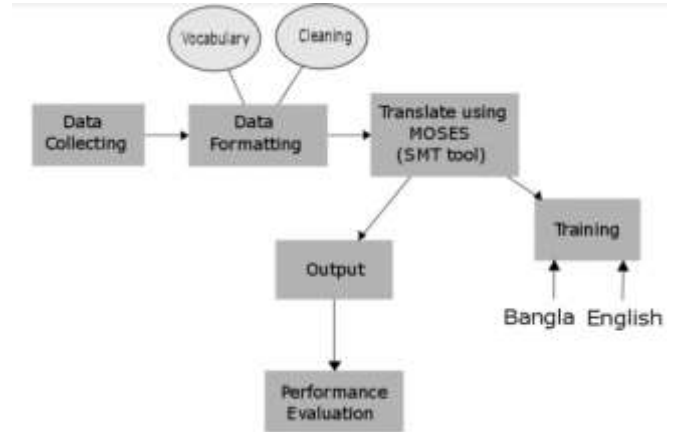 Vocabulary
Cleaning
Data
Collecting
Data
Formatting
Translate using
MOSES
(SMT tool)
Training
Output
Bangla English
Performance
Evaluation